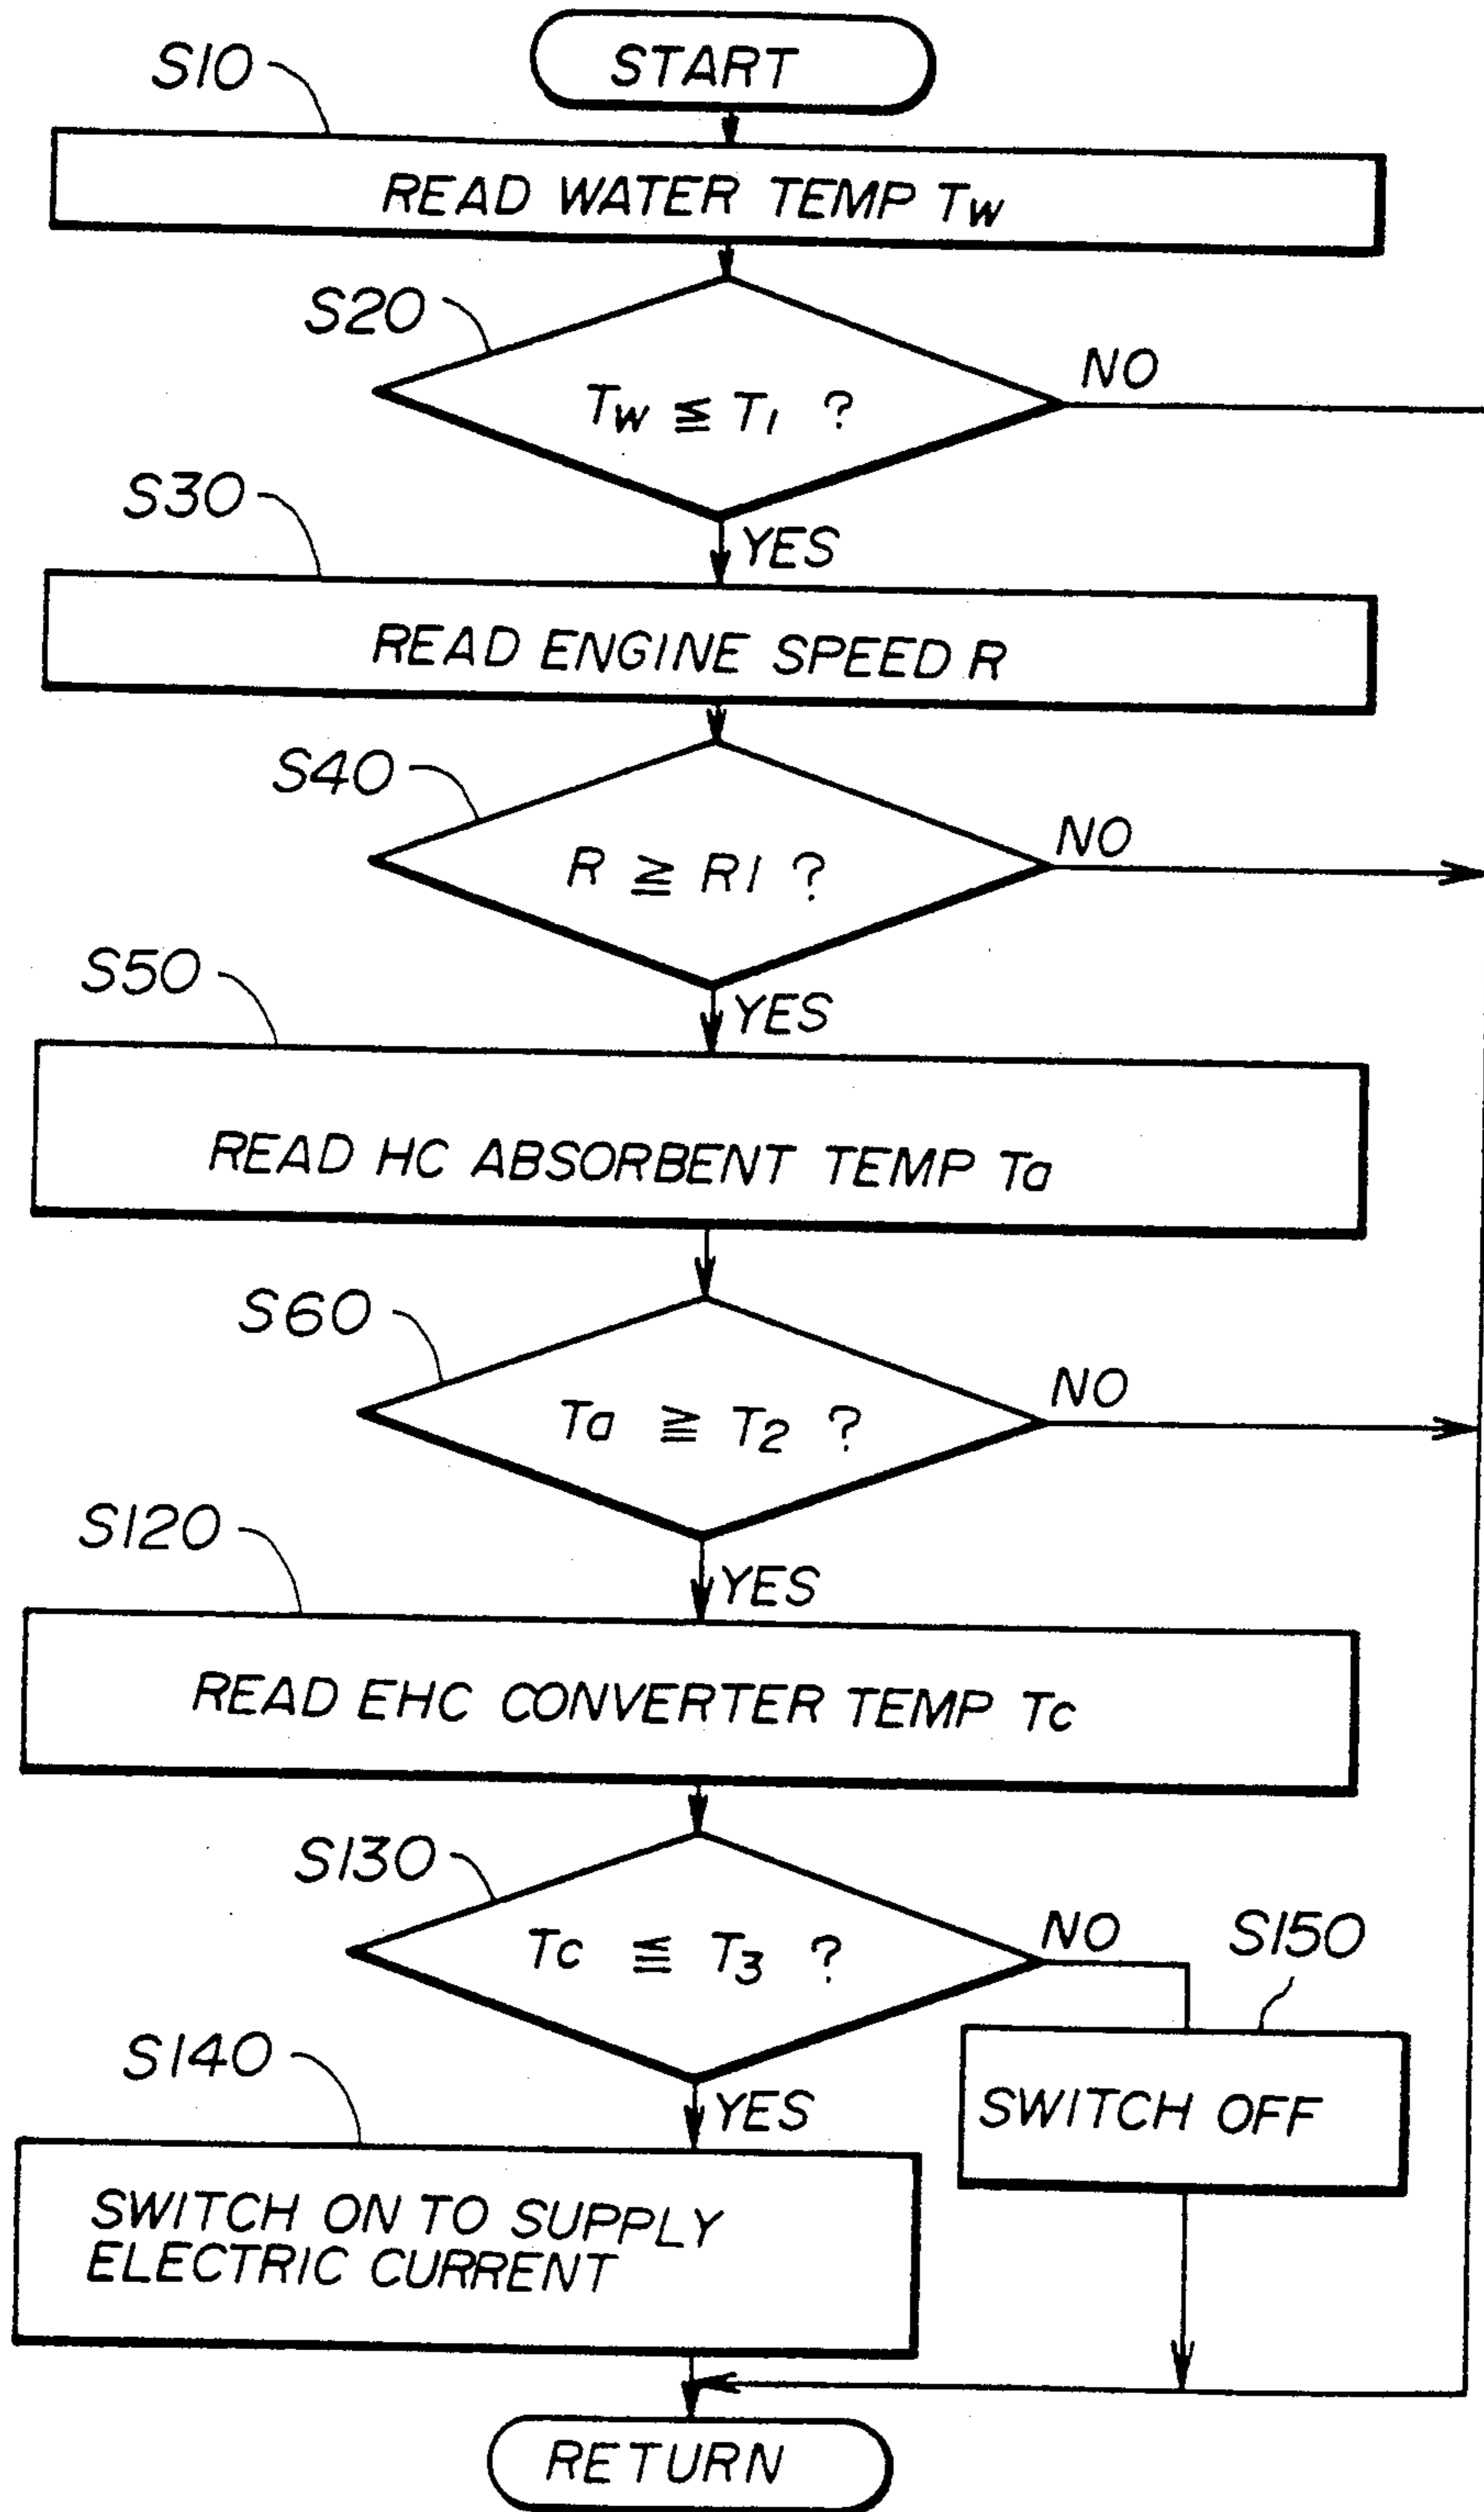 START
S10
READ WATER TEMP Tw
S20
Tw ≦ T1 ?
NO
YES
S30
READ ENGINE SPEED R
S40
R ≧ R1 ?
NO
YES
S50
READ HC ABSORBENT TEMP Ta
S60
Ta ≧ T2 ?
NO
YES
S120
READ EHC CONVERTER TEMP Tc
S130
Tc ≦ T3 ?
NO
S150
SWITCH OFF
YES
S140
SWITCH ON TO SUPPLY
ELECTRIC CURRENT
RETURN